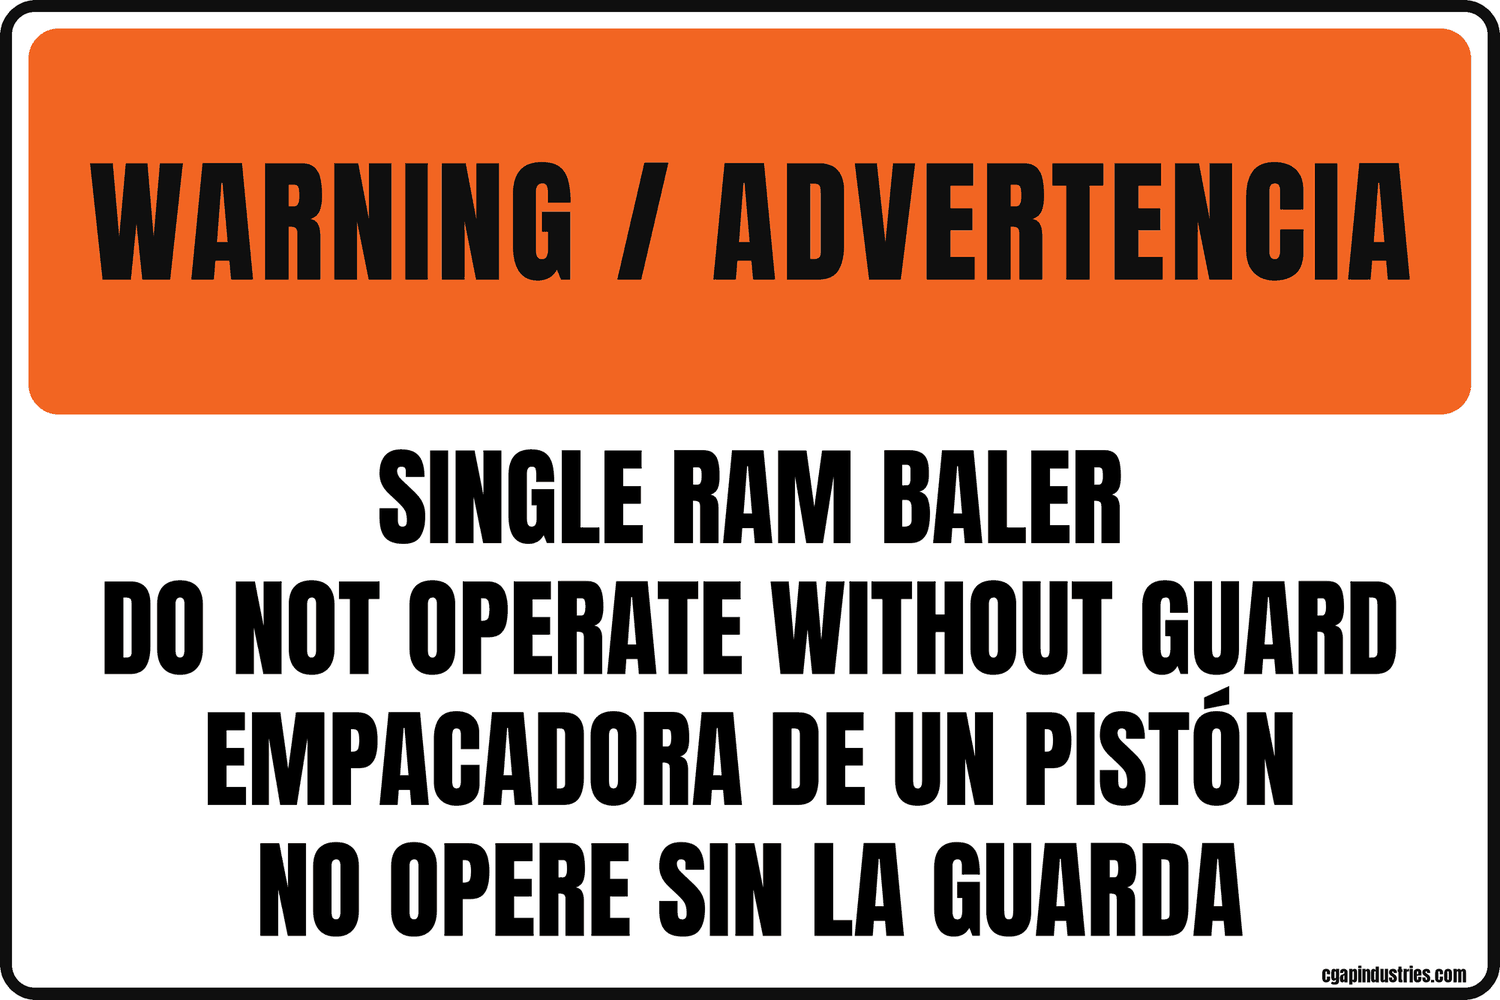 WARNING / ADVERTENCIA
SINGLE RAM BALER
DO NOT OPERATE WITHOUT GUARD
EMPACADORA DE UN PISTÓN
NO OPERE SIN LA GUARDA
cgapindustries.com